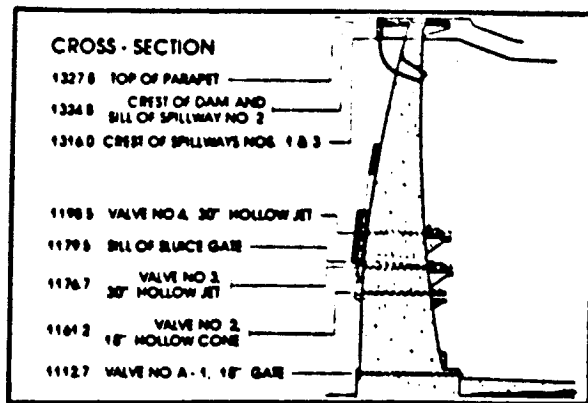 CROSS - SECTION
1327.8 TOP OF PARAPET
1334.8 CREST OF DAM AND
SILL OF SPILLWAY NO. 2
1316.0 CREST OF SPILLWAYS NOS. 1 & 3
1198.5 VALVE NO 4, 30" HOLLOW JET
1179.5 SILL OF SLUICE GATE
1176.7 VALVE NO 3,
30" HOLLOW JET
1161.2 VALVE NO 2,
18" HOLLOW CONE
1112.7 VALVE NO A - 1, 18" GATE